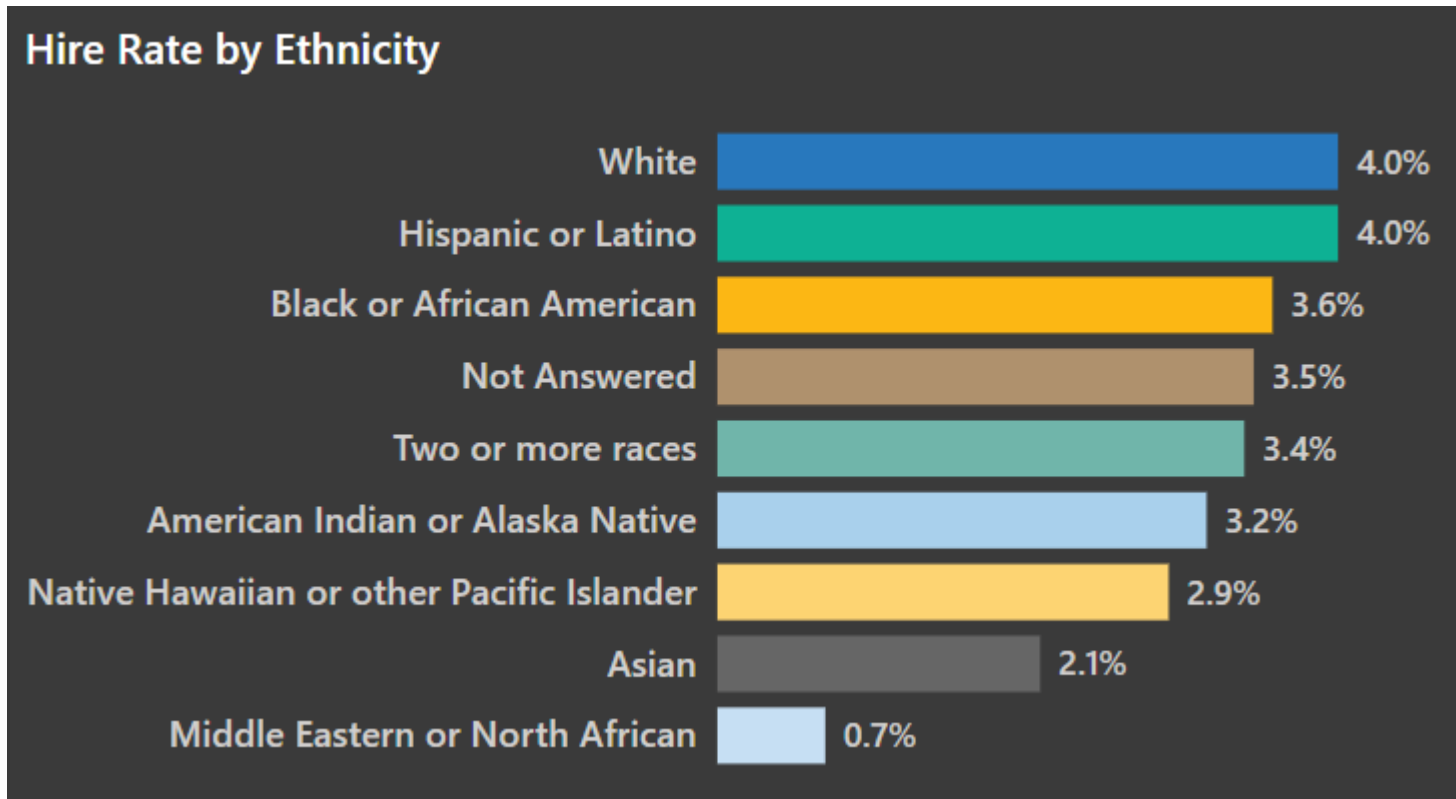 Hire Rate by Ethnicity
White 4.0%
Hispanic or Latino 4.0%
Black or African American 3.6%
Not Answered 3.5%
Two or more races 3.4%
American Indian or Alaska Native 3.2%
Native Hawaiian or other Pacific Islander 2.9%
Asian 2.1%
Middle Eastern or North African 0.7%